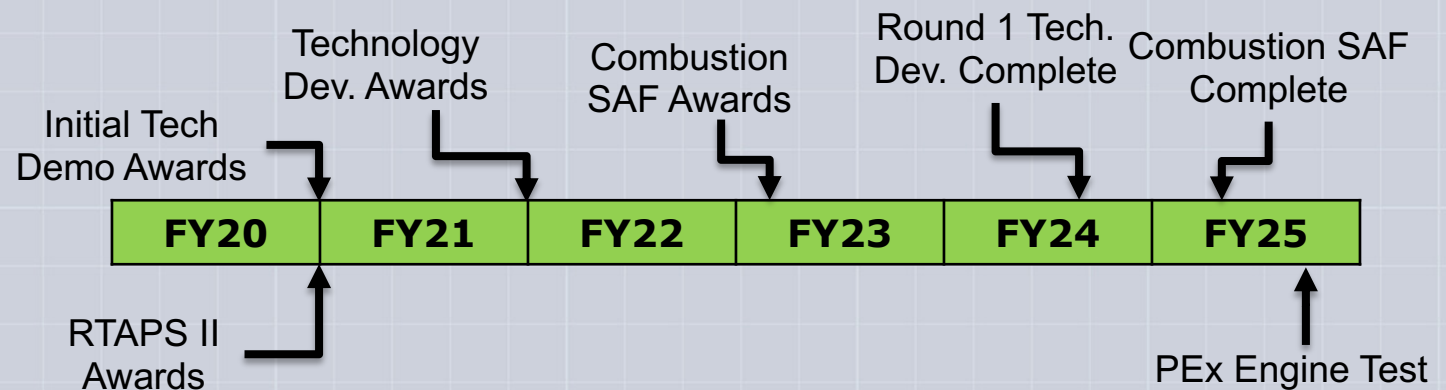 Technology
Dev. Awards
Combustion
SAF Awards
Round 1 Tech.
Dev. Complete
Combustion SAF
Complete
Initial Tech
Demo Awards
FY20 FY21 FY22 FY23 FY24 FY25
RTAPS II
Awards
PEx Engine Test